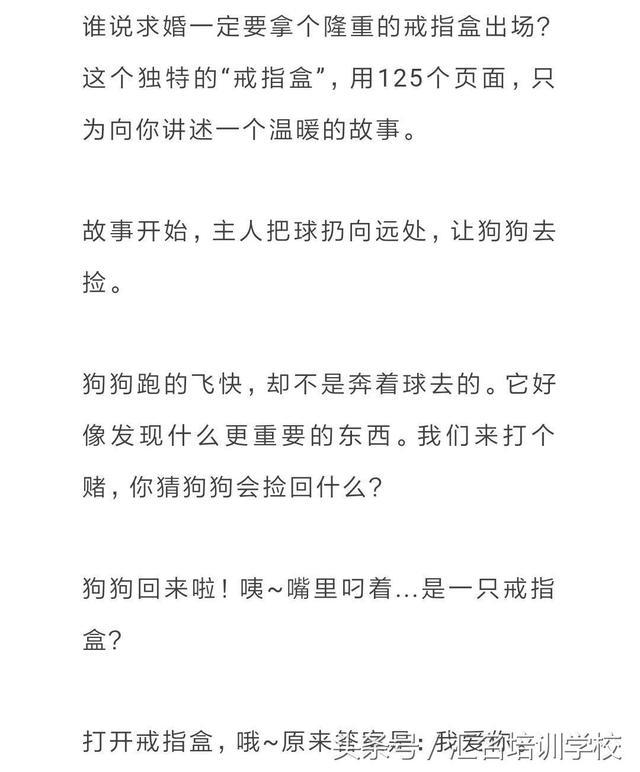 谁说求婚一定要拿个隆重的戒指盒出场?
这个独特的“戒指盒”,用125个页面,只
为向你讲述一个温暖的故事。
故事开始,主人把球扔向远处,让狗狗去
捡。
狗狗跑的飞快,却不是奔着球去的。它好
像发现什么更重要的东西。我们来打个
赌,你猜狗狗会捡回什么?
狗狗回来啦!咦~嘴里叼着...是一只戒指
盒?
打开戒指盒,哦~原来答案是:我爱你。
头条号/汇百培训学校